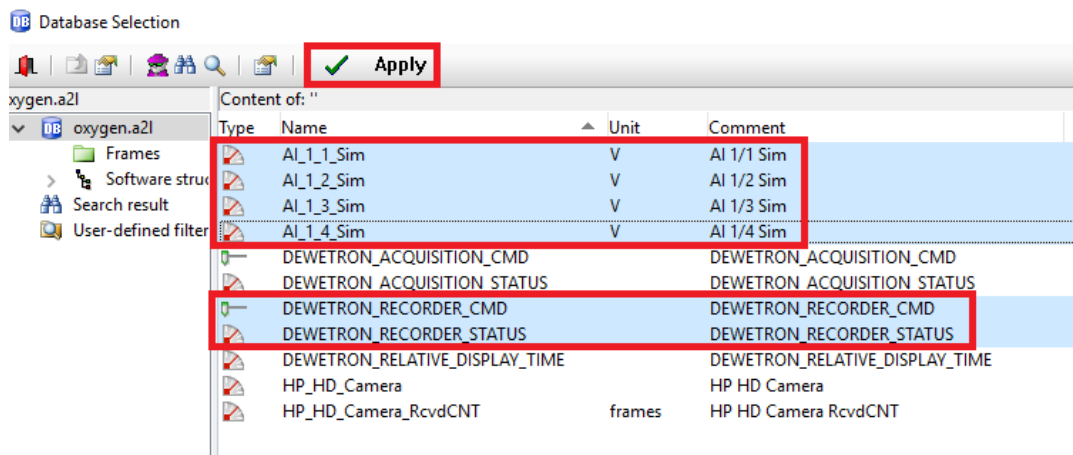 DB Database Selection
Apply
xygen.a2l Content of: ''
DB oxygen.a2l Type Name Unit Comment
Frames AI_1_1_Sim V AI 1/1 Sim
Software struc AI_1_2_Sim V AI 1/2 Sim
Search result AI_1_3_Sim V AI 1/3 Sim
User-defined filter AI_1_4_Sim V AI 1/4 Sim
DEWETRON_ACQUISITION_CMD DEWETRON_ACQUISITION_CMD
DEWETRON_ACQUISITION_STATUS DEWETRON_ACQUISITION_STATUS
DEWETRON_RECORDER_CMD DEWETRON_RECORDER_CMD
DEWETRON_RECORDER_STATUS DEWETRON_RECORDER_STATUS
DEWETRON_RELATIVE_DISPLAY_TIME DEWETRON_RELATIVE_DISPLAY_TIME
HP_HD_Camera HP HD Camera
HP_HD_Camera_RcvdCNT frames HP HD Camera RcvdCNT